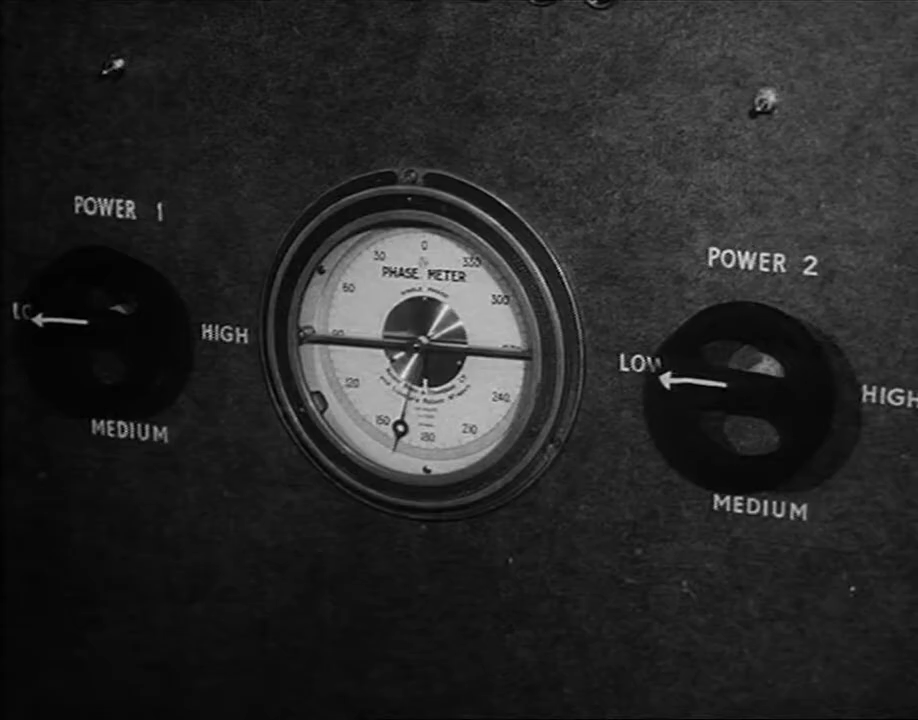 POWER 1
POWER 2
HIGH
MEDIUM
LOW
HIGH
MEDIUM
PHASE METER
0
30
60
90
120
150
180
210
240
300
330